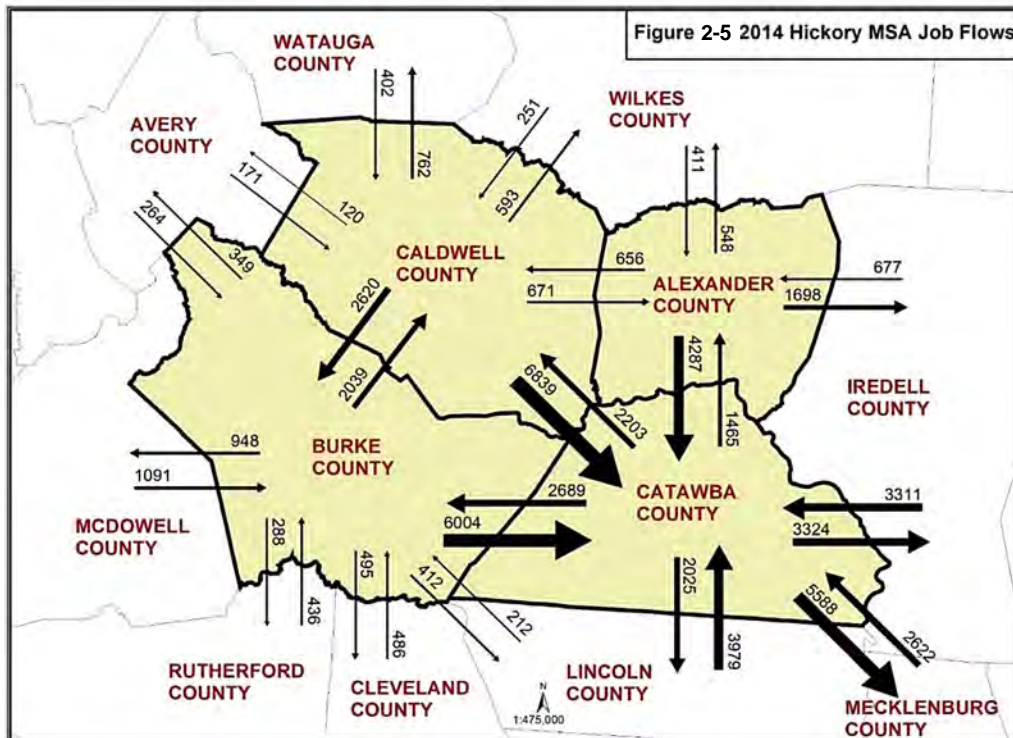 Figure 2-5 2014 Hickory MSA Job Flows
WATAUGA
COUNTY
402
762
251
593
WILKES
COUNTY
411
548
AVERY
COUNTY
171
120
264
349
CALDWELL
COUNTY
656
671
ALEXANDER
COUNTY
677
1698
2620
2039
4287
1465
6839
2203
IREDELL
COUNTY
BURKE
COUNTY
948
1091
2689
6004
CATAWBA
COUNTY
3311
3324
MCDOWELL
COUNTY
288
436
495
486
412
212
2025
3979
5588
2622
RUTHERFORD
COUNTY
CLEVELAND
COUNTY
N
1:475,000
LINCOLN
COUNTY
MECKLENBURG
COUNTY